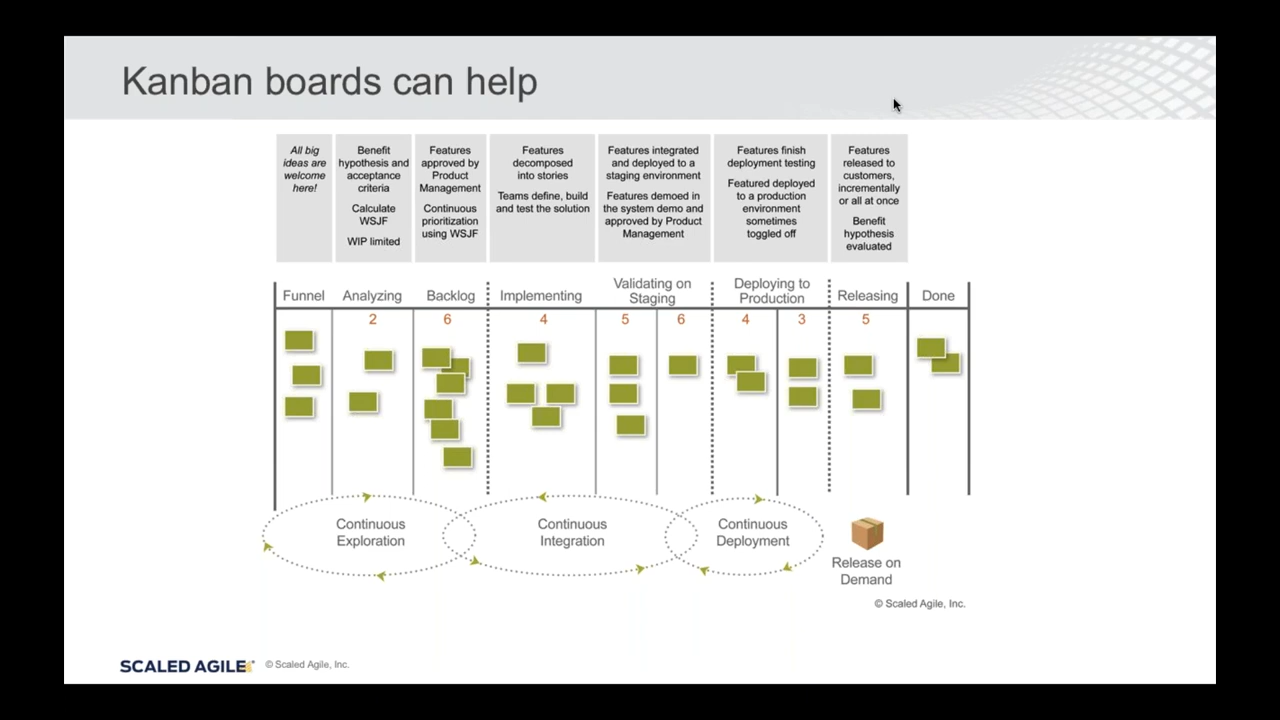 Kanban boards can help
All big
ideas are
welcome
here!
Benefit
hypothesis and
acceptance
criteria
Calculate
WSJF
WIP limited
Features
approved by
Product
Management
Continuous
prioritization
using WSJF
Features
decomposed
into stories
Teams define, build
and test the solution
Features integrated
and deployed to a
staging environment
Features demoed in
the system demo and
approved by Product
Management
Features finish
deployment testing
Featured deployed
to a production
environment
sometimes
toggled off
Features
released to
customers,
incrementally
or all at once
Benefit
hypothesis
evaluated
Funnel
Analyzing
Backlog
Implementing
Validating on
Staging
Deploying to
Production
Releasing
Done
2
6
4
5
6
4
3
5
Continuous
Exploration
Continuous
Integration
Continuous
Deployment
Release on
Demand
© Scaled Agile, Inc.
SCALED AGILE
© Scaled Agile, Inc.